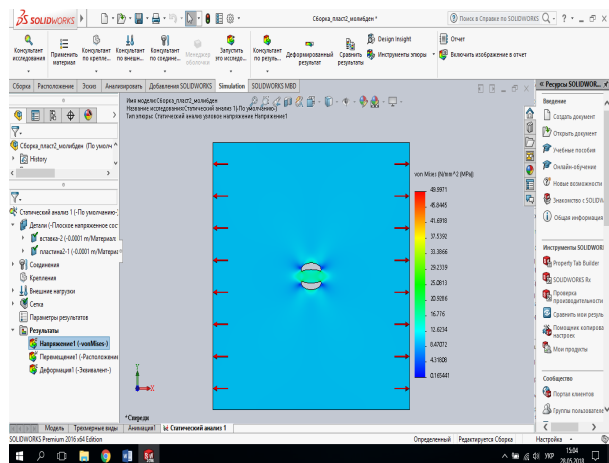 SOLIDWORKS
Сборка_пласт2_молибден *
Поиск в Справке по SOLIDWORKS
Консультант исследования
Применить материал
Консультант по крепле...
Консультант по внешн...
Консультант по соедине...
Менеджер оболочки
Запустить это исследо...
Консультант по резуль...
Деформированный результат
Сравнить результаты
Design Insight
Инструменты эпюры
Отчет
Включить изображение в отчет
Сборка Расположение Эскиз Анализировать Добавления SOLIDWORKS Simulation SOLIDWORKS MBD
Имя модели:Сборка_пласт2_молибден
Название исследования:Статический анализ 1(-По умолчанию-)
Тип эпюры: Статический анализ узловое напряжение Напряжение1
Сборка_пласт2_молибден (По умолч
History
Статический анализ 1 (-По умолчанию-
Детали (-Плоское напряженное сос
вставка-2 (-0.0001 m/Материал:
пластина2-1 (-0.0001 m/Материа
Соединения
Крепления
Внешние нагрузки
Сетка
Параметры результатов
Результаты
Напряжение1 (-vonMises-)
Перемещение1 (-Расположение
Деформация1 (-Эквивалент-)
von Mises (N/mm^2 (MPa))
49.9971
45.8445
41.6918
37.5392
33.3866
29.2339
25.0813
20.9286
16.776
12.6234
8.47072
4.31808
0.165441
Y
X
*Спереди
Ресурсы SOLIDWOR...
Введение
Создать документ
Открыть документ
Учебные пособия
Онлайн-обучение
Новые возможности
Знакомство с SOLIDW
Общая информация
Инструменты SOLIDWORI
Property Tab Builder
SOLIDWORKS Rx
Проверка производительности
Сравнить мои резуль
Помощник копирова настроек
Мои продукты
Сообщество
Портал клиентов
Группы пользователе
Модель Трехмерные виды Анимация1 Статический анализ 1
SOLIDWORKS Premium 2016 x64 Edition
Определенный Редактируется Сборка Настройка
УКР
15:04
28.05.2018